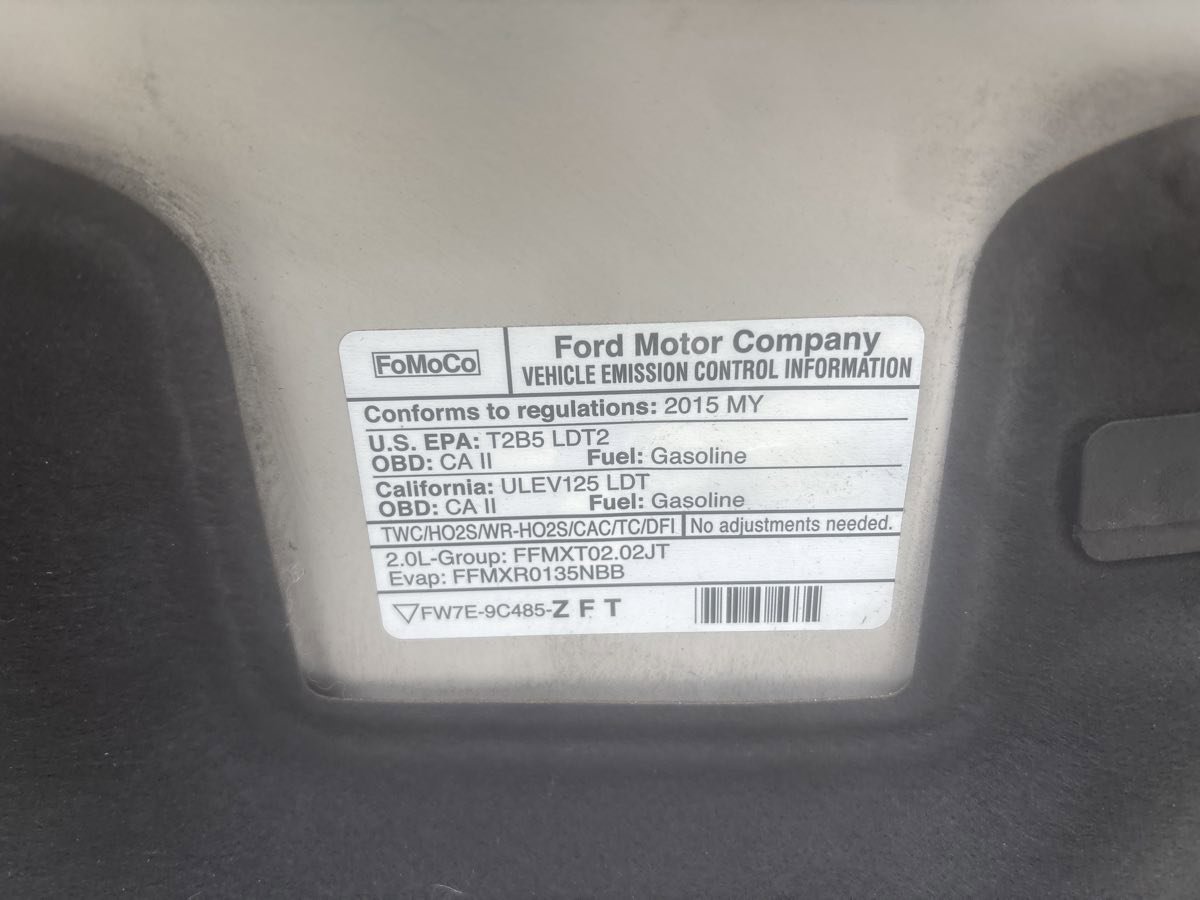 FoMoCo
Ford Motor Company
VEHICLE EMISSION CONTROL INFORMATION
Conforms to regulations: 2015 MY
U.S. EPA: T2B5 LDT2
OBD: CA II Fuel: Gasoline
California: ULEV125 LDT
OBD: CA II Fuel: Gasoline
TWC/HO2S/WR-HO2S/CAC/TC/DFI No adjustments needed.
2.0L-Group: FFMXT02.02JT
Evap: FFMXR0135NBB
FW7E-9C485-Z F T